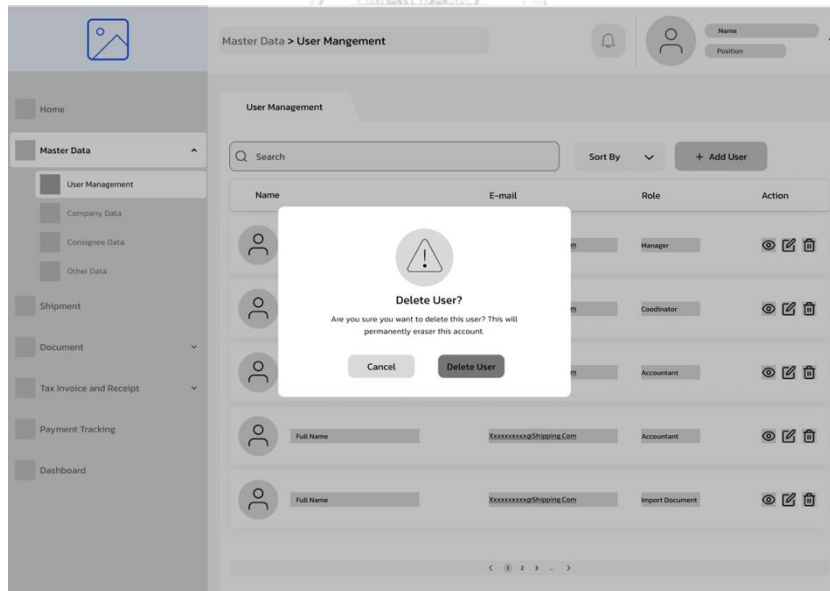 Master Data > User Mangement
Name
Position
Home
Master Data
User Management
Company Data
Consignee Data
Other Data
Shipment
Document
Tax Invoice and Receipt
Payment Tracking
Dashboard
User Management
Search
Sort By
+ Add User
Name E-mail Role Action
m Manager
m Coodinator
m Accountant
Full Name Xxxxxxxxxx@Shipping.Com Accountant
Full Name Xxxxxxxxxx@Shipping.Com Import Document
Delete User?
Are you sure you want to delete this user? This will
permanently eraser this account.
Cancel Delete User
< 1 2 3 .. >